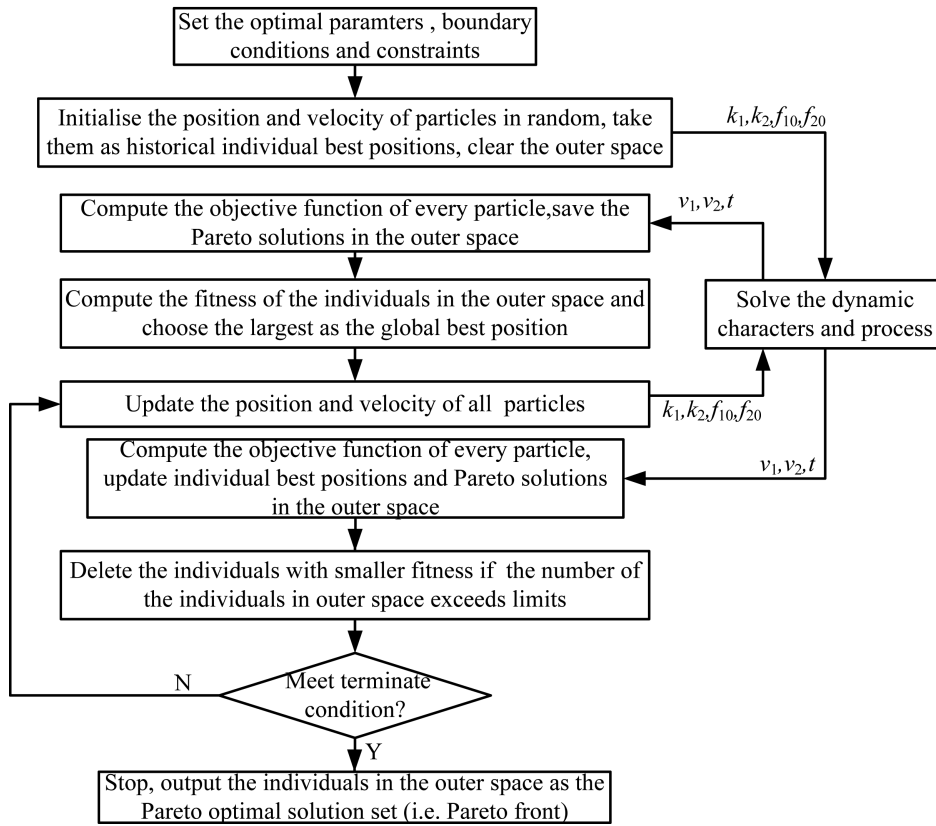 Set the optimal paramters , boundary
conditions and constraints
Initialise the position and velocity of particles in random, take
them as historical individual best positions, clear the outer space
k1,k2,f10,f20
Compute the objective function of every particle,save the
Pareto solutions in the outer space
v1,v2,t
Compute the fitness of the individuals in the outer space and
choose the largest as the global best position
Solve the dynamic
characters and process
Update the position and velocity of all particles
k1,k2,f10,f20
Compute the objective function of every particle,
update individual best positions and Pareto solutions
in the outer space
v1,v2,t
Delete the individuals with smaller fitness if the number of
the individuals in outer space exceeds limits
N
Meet terminate
condition?
Y
Stop, output the individuals in the outer space as the
Pareto optimal solution set (i.e. Pareto front)